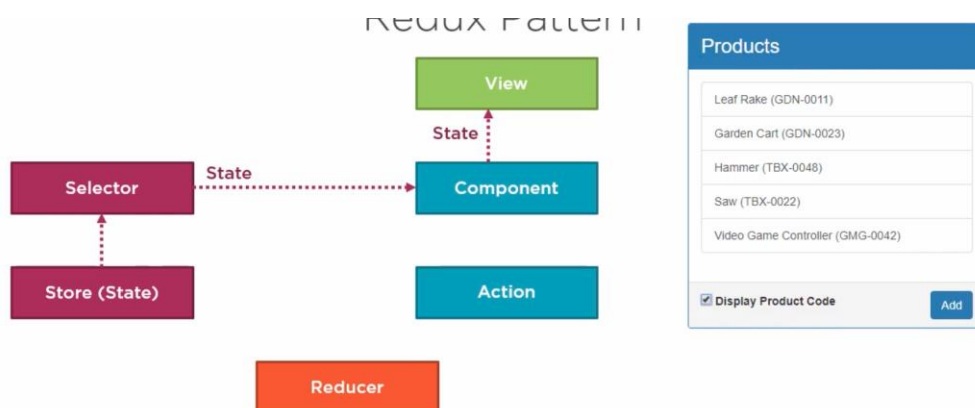 Redux Pattern
View
State
Selector
State
Component
Store (State)
Action
Reducer
Products
Leaf Rake (GDN-0011)
Garden Cart (GDN-0023)
Hammer (TBX-0048)
Saw (TBX-0022)
Video Game Controller (GMG-0042)
Display Product Code
Add